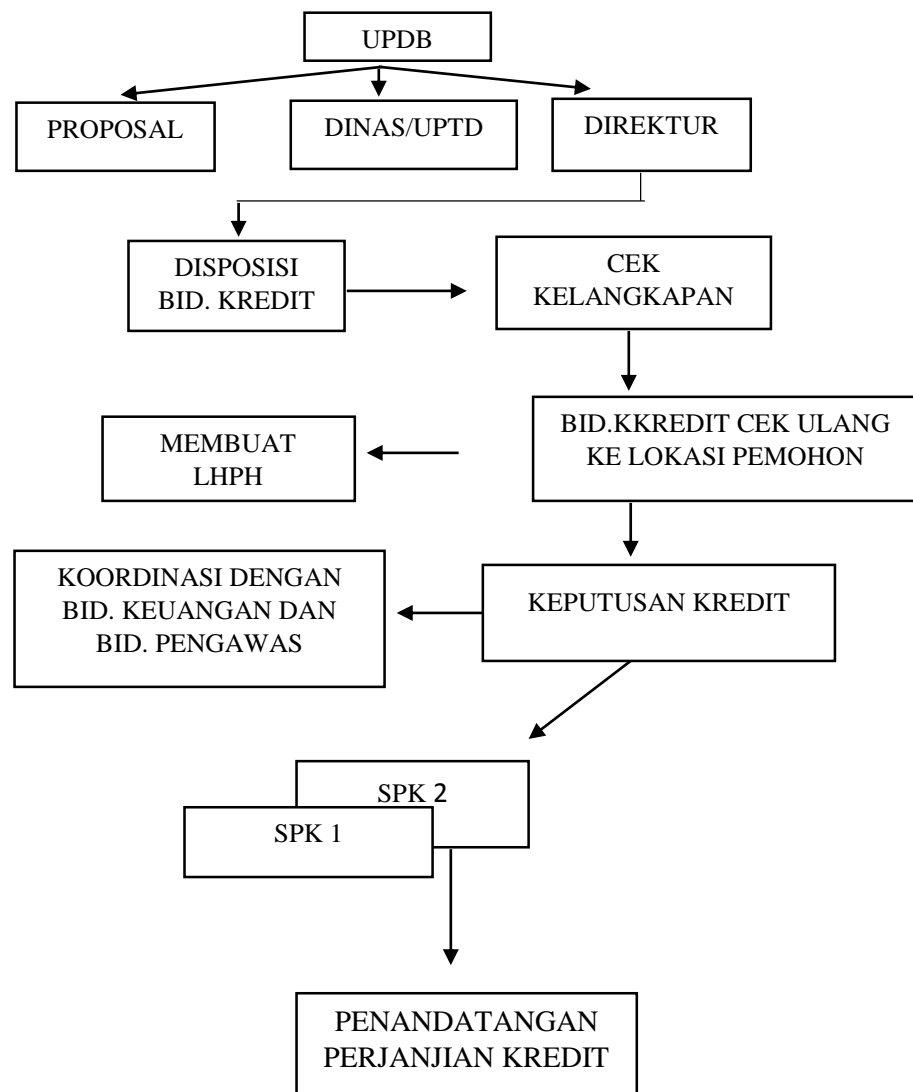 UPDB
PROPOSAL
DINAS/UPTD
DIREKTUR
DISPOSISI
BID. KREDIT
CEK
KELANGKAPAN
BID.KKREDIT CEK ULANG
KE LOKASI PEMOHON
MEMBUAT
LHPH
KOORDINASI DENGAN
BID. KEUANGAN DAN
BID. PENGAWAS
KEPUTUSAN KREDIT
SPK 2
SPK 1
PENANDATANGAN
PERJANJIAN KREDIT